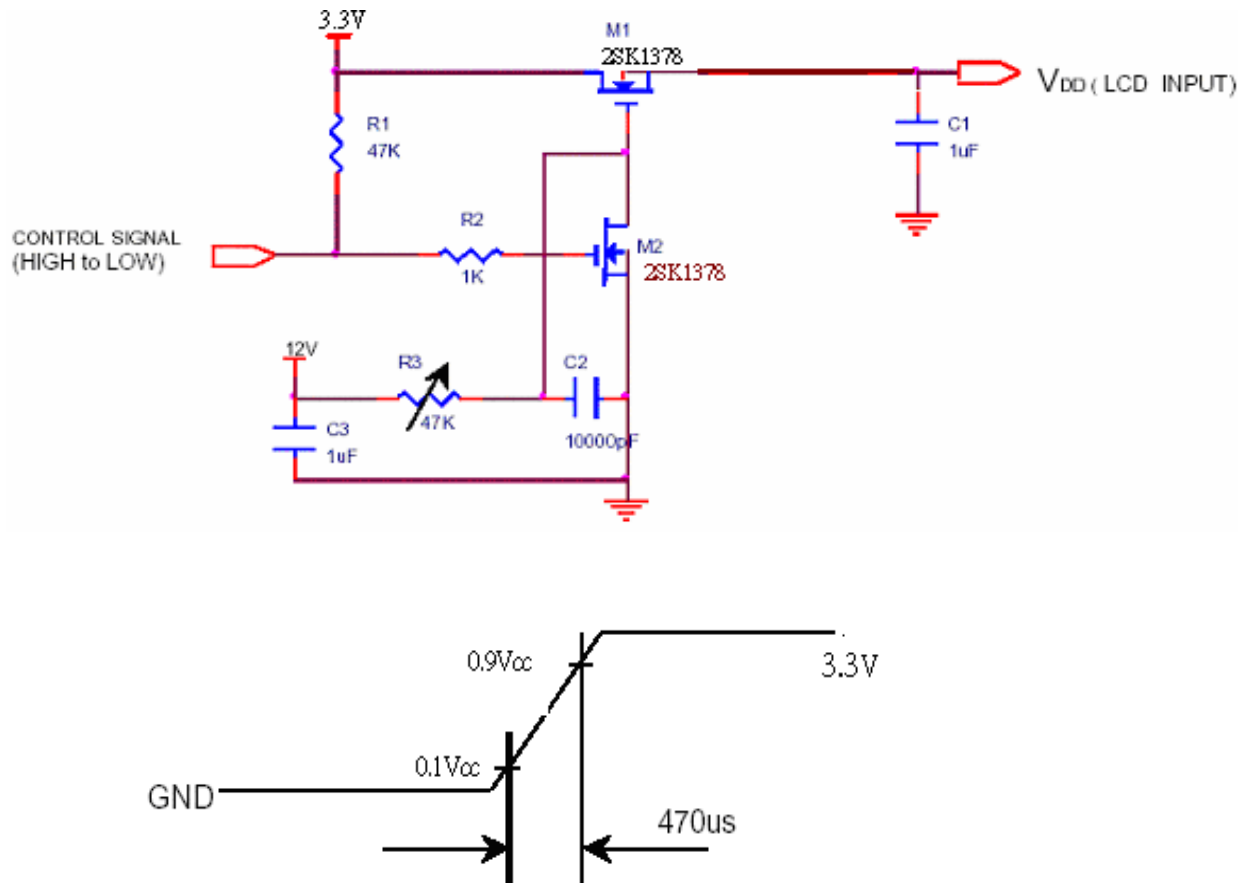 3.3V
M1
2SK1378
VDD ( LCD INPUT)
R1
47K
C1
1uF
CONTROL SIGNAL
(HIGH to LOW)
R2
1K
M2
2SK1378
12V
R3
47K
C2
10000pF
C3
1uF
0.9Vcc
3.3V
0.1Vcc
GND
470us